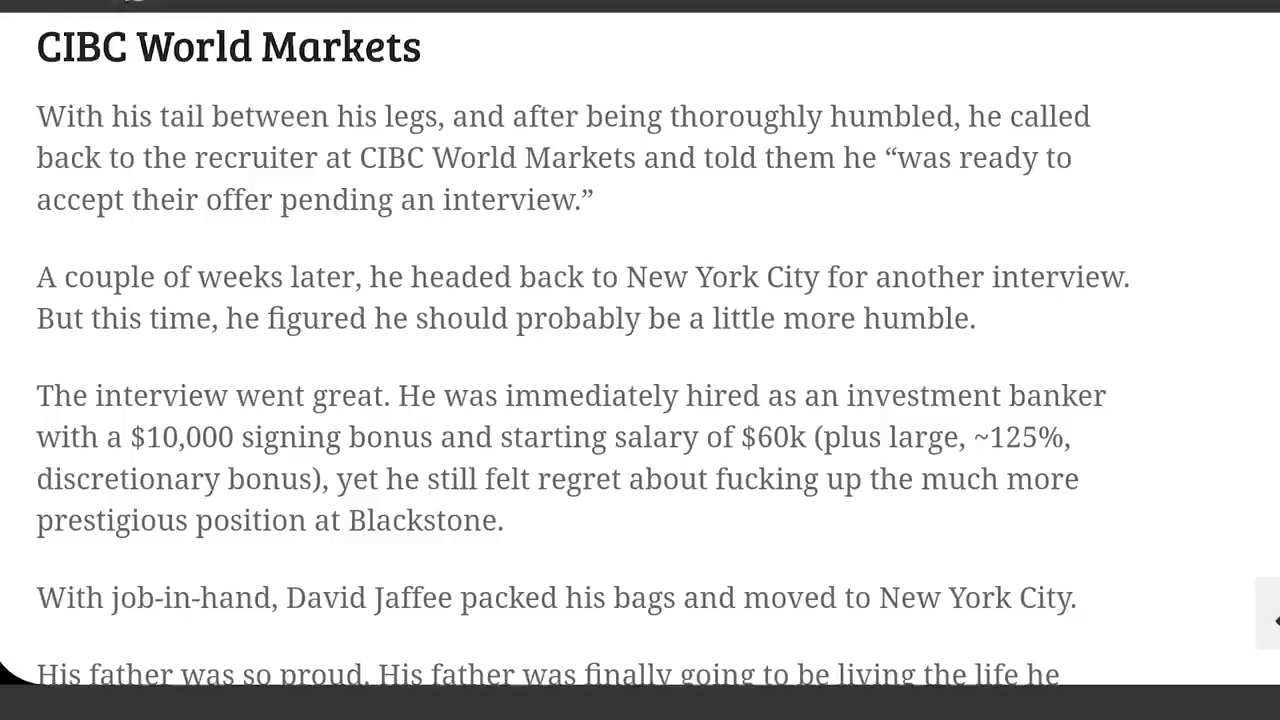 CIBC World Markets
With his tail between his legs, and after being thoroughly humbled, he called
back to the recruiter at CIBC World Markets and told them he “was ready to
accept their offer pending an interview.”
A couple of weeks later, he headed back to New York City for another interview.
But this time, he figured he should probably be a little more humble.
The interview went great. He was immediately hired as an investment banker
with a $10,000 signing bonus and starting salary of $60k (plus large, ~125%,
discretionary bonus), yet he still felt regret about fucking up the much more
prestigious position at Blackstone.
With job-in-hand, David Jaffee packed his bags and moved to New York City.
His father was so proud. His father was finally going to be living the life he